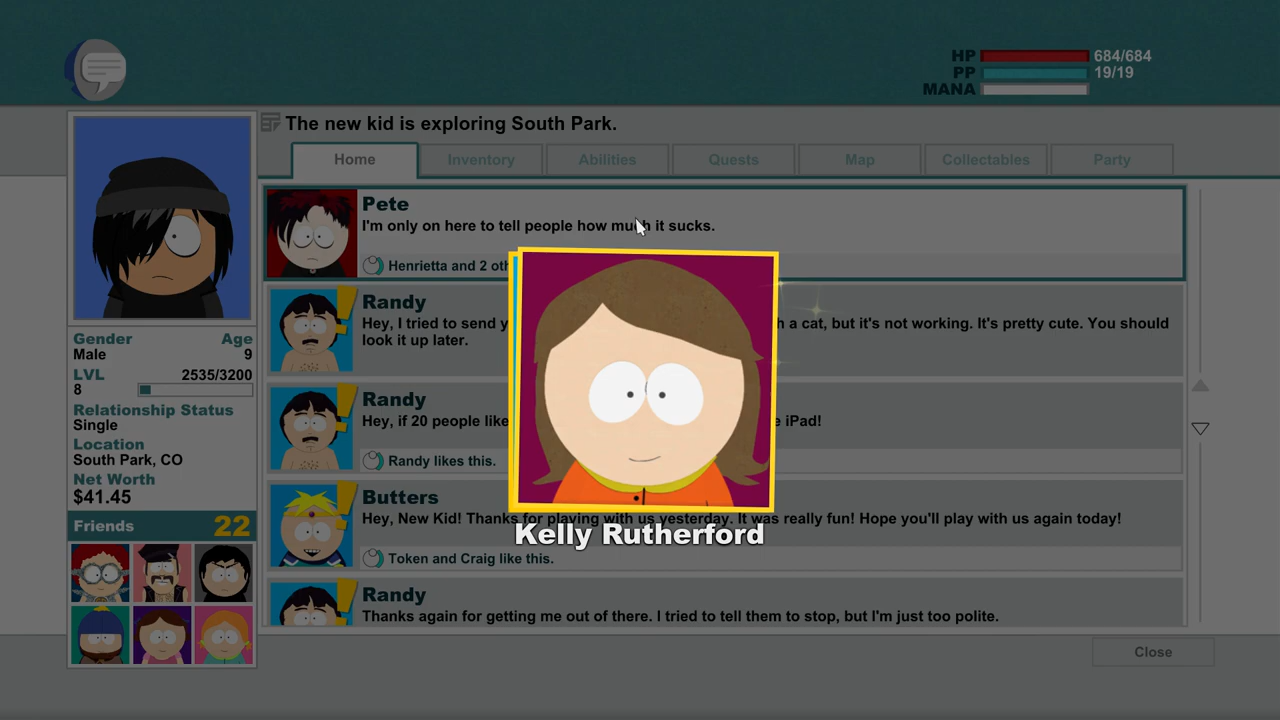 HP 684/684
PP 19/19
MANA
The new kid is exploring South Park.
Home Inventory Abilities Quests Map Collectables Party
Pete
I'm only on here to tell people how much it sucks.
Henrietta and 2 oth
Randy
Hey, I tried to send y h a cat, but it's not working. It's pretty cute. You should
look it up later.
Randy
Hey, if 20 people like e iPad!
Randy likes this.
Butters
Hey, New Kid! Thanks for playing with us yesterday. It was really fun! Hope you'll play with us again today!
Token and Craig like this.
Randy
Thanks again for getting me out of there. I tried to tell them to stop, but I'm just too polite.
Kelly Rutherford
Gender Age
Male 9
LVL 2535/3200
8
Relationship Status
Single
Location
South Park, CO
Net Worth
$41.45
Friends 22
Close